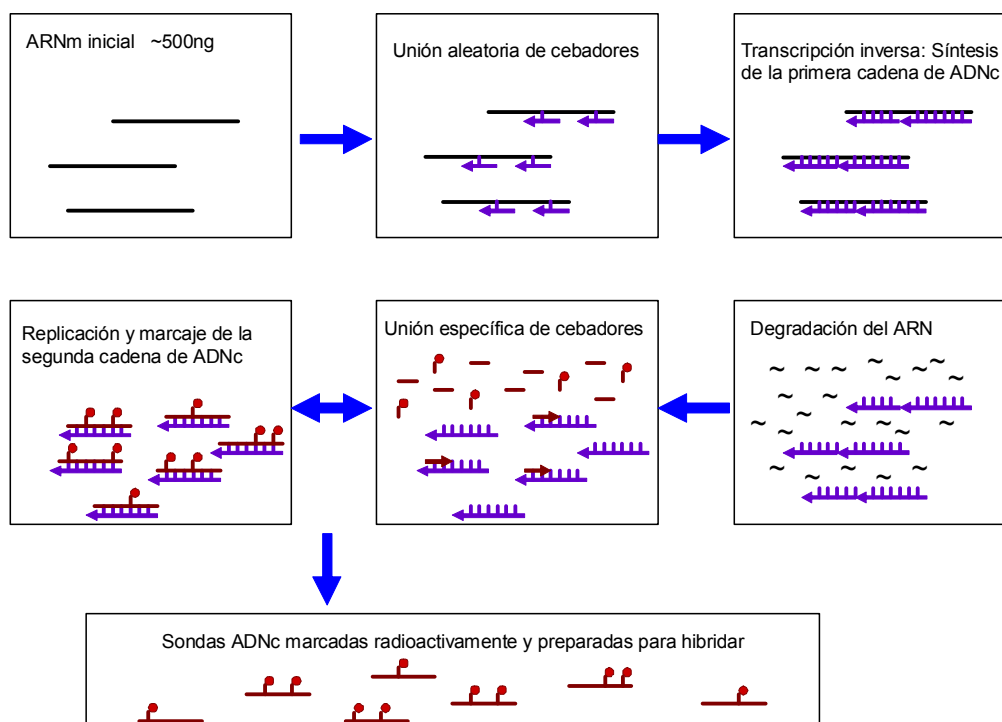 ARNm inicial ~500ng
Unión aleatoria de cebadores
Transcripción inversa: Síntesis
de la primera cadena de ADNc
Replicación y marcaje de la
segunda cadena de ADNc
Unión específica de cebadores
Degradación del ARN
Sondas ADNc marcadas radioactivamente y preparadas para hibridar